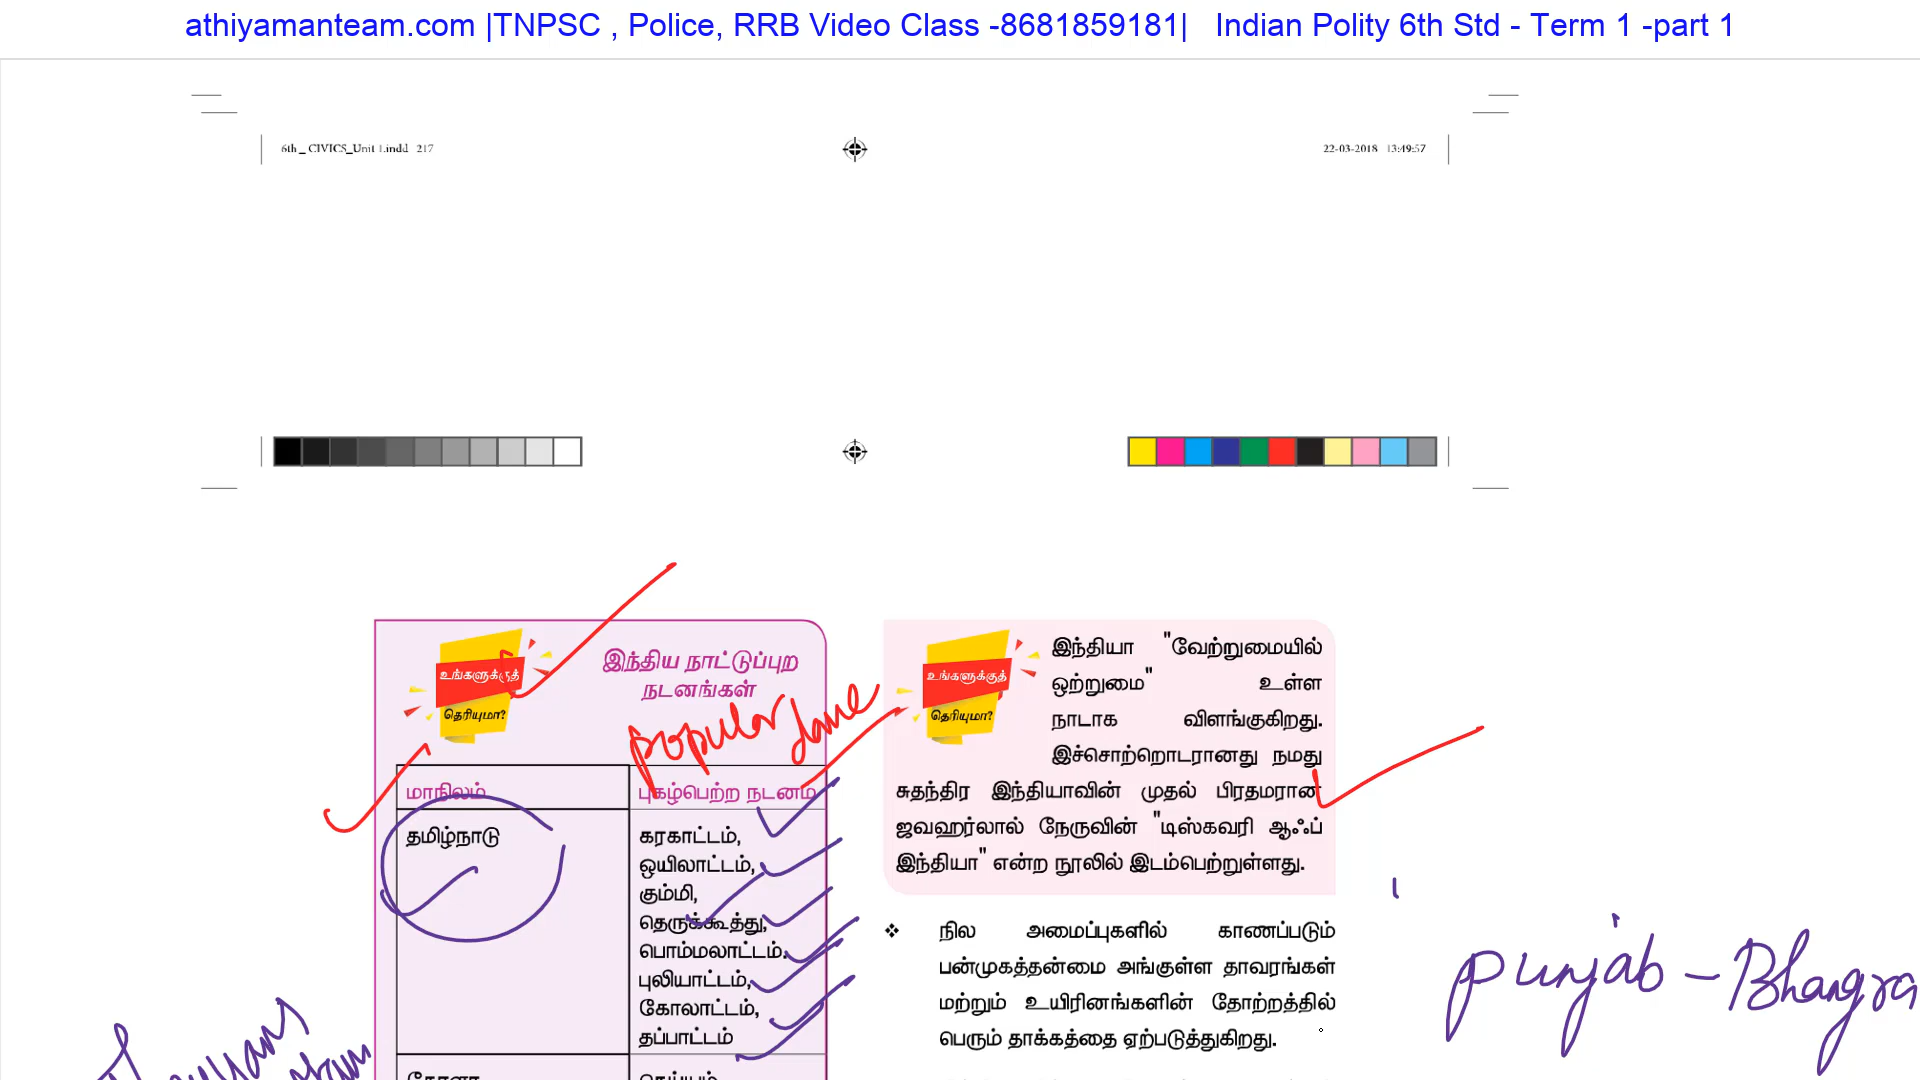 athiyamanteam.com |TNPSC , Police, RRB Video Class -8681859181|   Indian Polity 6th Std - Term 1 -part 1
6th _ CIVICS_Unit 1.indd   217
22-03-2018   13:49:57
உங்களுக்குத்
தெரியுமா?
இந்திய நாட்டுப்புற
நடனங்கள்
popular
மாநிலம்
புகழ்பெற்ற நடனம்
தமிழ்நாடு
கரகாட்டம்,
ஒயிலாட்டம்,
கும்மி,
தெருக்கூத்து,
பொம்மலாட்டம்,
புலியாட்டம்,
கோலாட்டம்,
தப்பாட்டம்
உங்களுக்குத்
தெரியுமா?
இந்தியா "வேற்றுமையில்
ஒற்றுமை" உள்ள
நாடாக விளங்குகிறது.
இச்சொற்றொடரானது நமது
சுதந்திர இந்தியாவின் முதல் பிரதமரான
ஜவஹர்லால் நேருவின் "டிஸ்கவரி ஆஃப்
இந்தியா" என்ற நூலில் இடம்பெற்றுள்ளது.
❖ நில அமைப்புகளில் காணப்படும்
பன்முகத்தன்மை அங்குள்ள தாவரங்கள்
மற்றும் உயிரினங்களின் தோற்றத்தில்
பெரும் தாக்கத்தை ஏற்படுத்துகிறது.
punjab - Bhangra